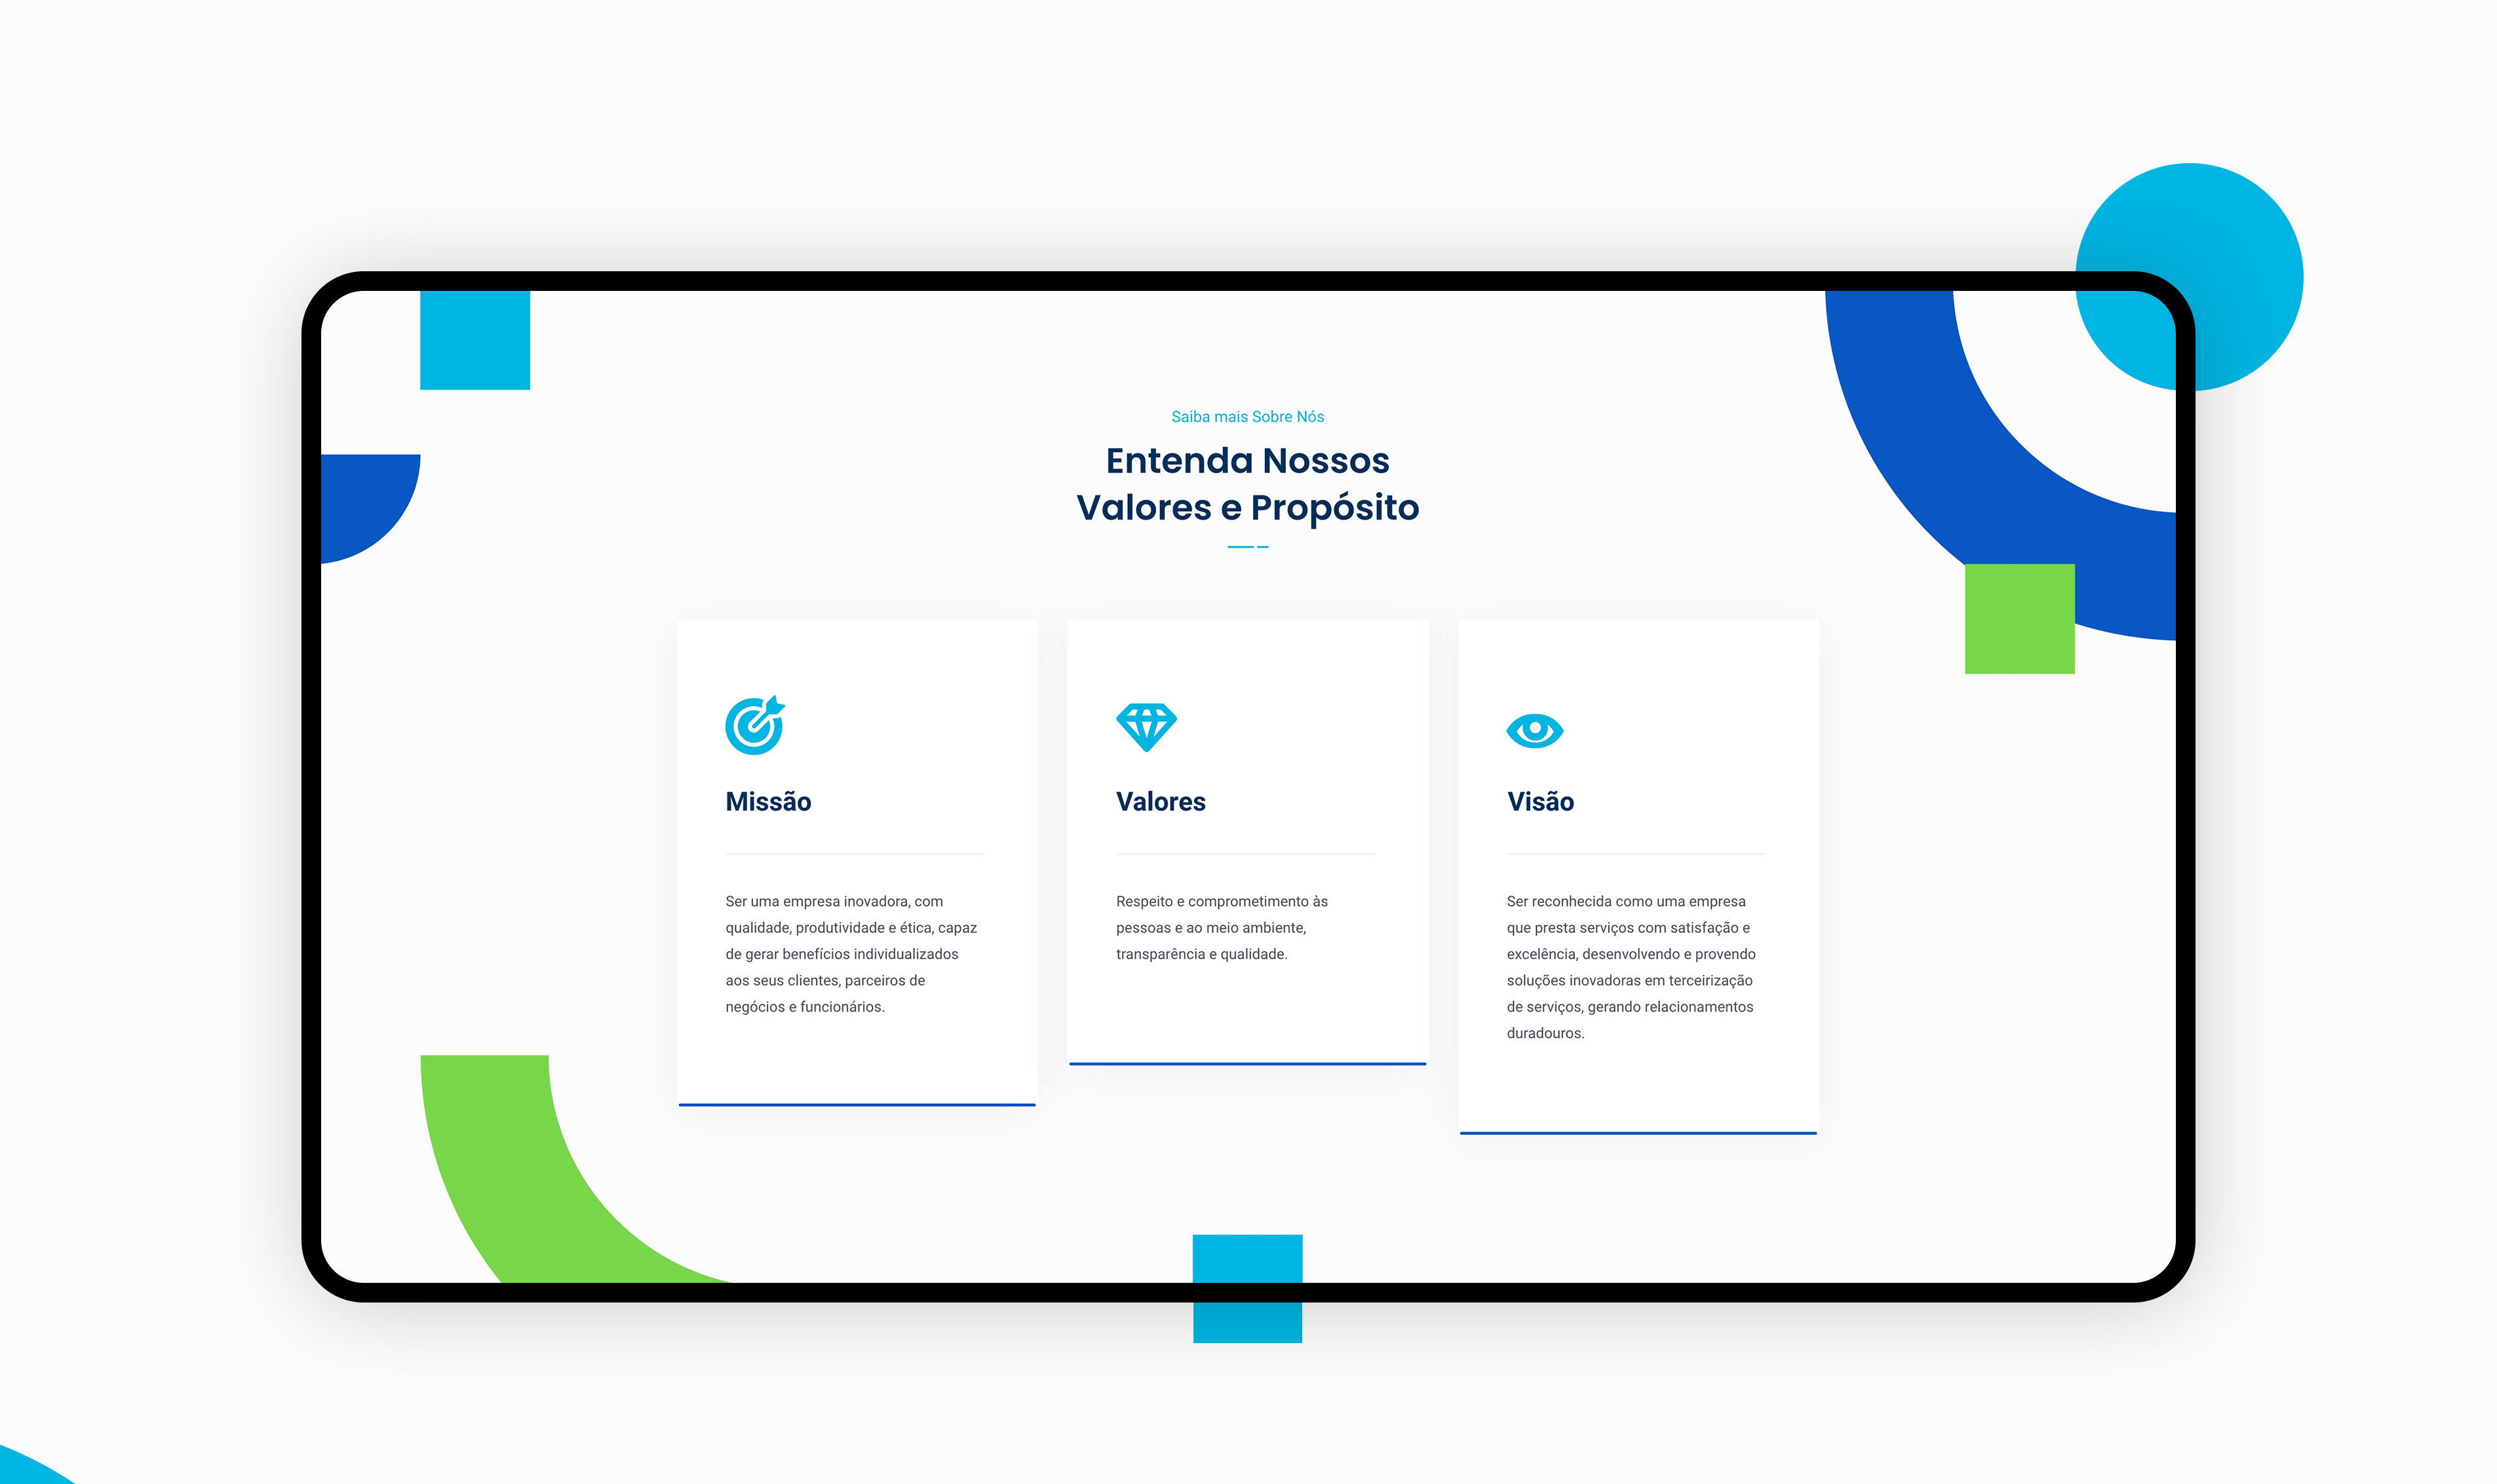 Saiba mais Sobre Nós
Entenda Nossos
Valores e Propósito
Missão
Ser uma empresa inovadora, com
qualidade, produtividade e ética, capaz
de gerar benefícios individualizados
aos seus clientes, parceiros de
negócios e funcionários.
Valores
Respeito e comprometimento às
pessoas e ao meio ambiente,
transparência e qualidade.
Visão
Ser reconhecida como uma empresa
que presta serviços com satisfação e
excelência, desenvolvendo e provendo
soluções inovadoras em terceirização
de serviços, gerando relacionamentos
duradouros.